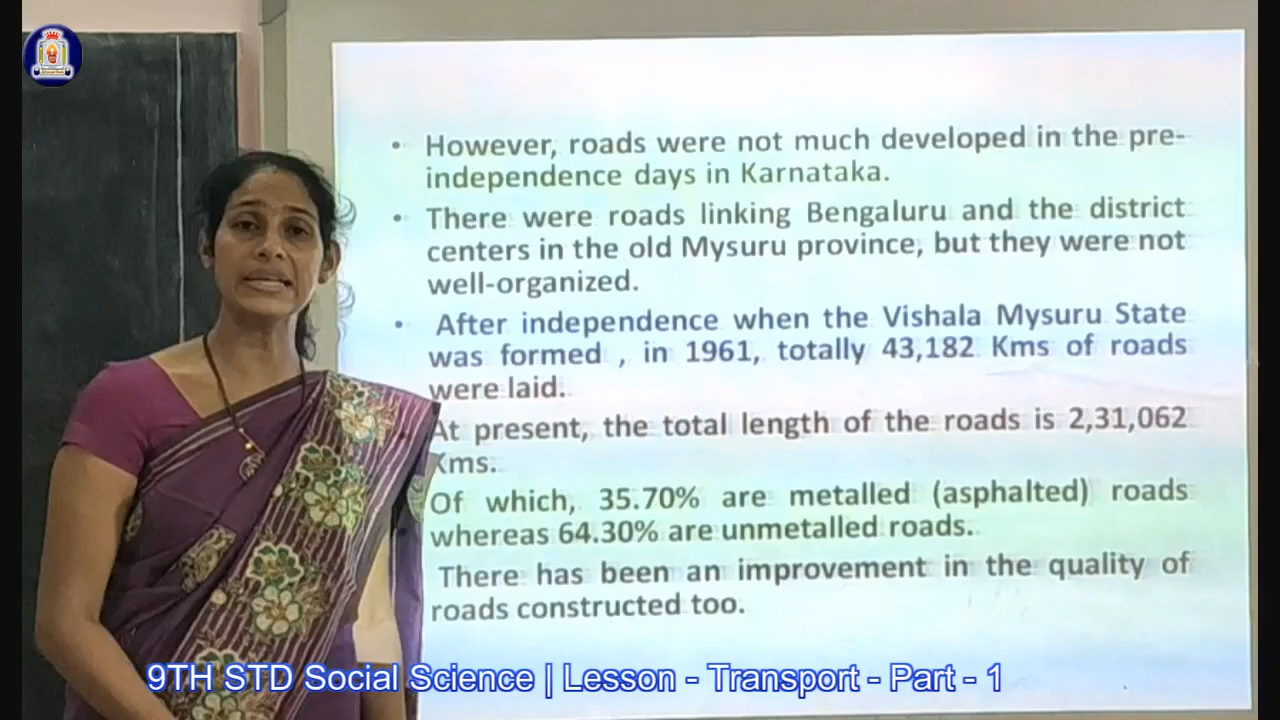 • However, roads were not much developed in the pre-
independence days in Karnataka.
• There were roads linking Bengaluru and the district
centers in the old Mysuru province, but they were not
well-organized.
• After independence when the Vishala Mysuru State
was formed , in 1961, totally 43,182 Kms of roads
were laid.
At present, the total length of the roads is 2,31,062
Kms.
Of which, 35.70% are metalled (asphalted) roads
whereas 64.30% are unmetalled roads.
There has been an improvement in the quality of
roads constructed too.
9TH STD Social Science | Lesson - Transport - Part - 1